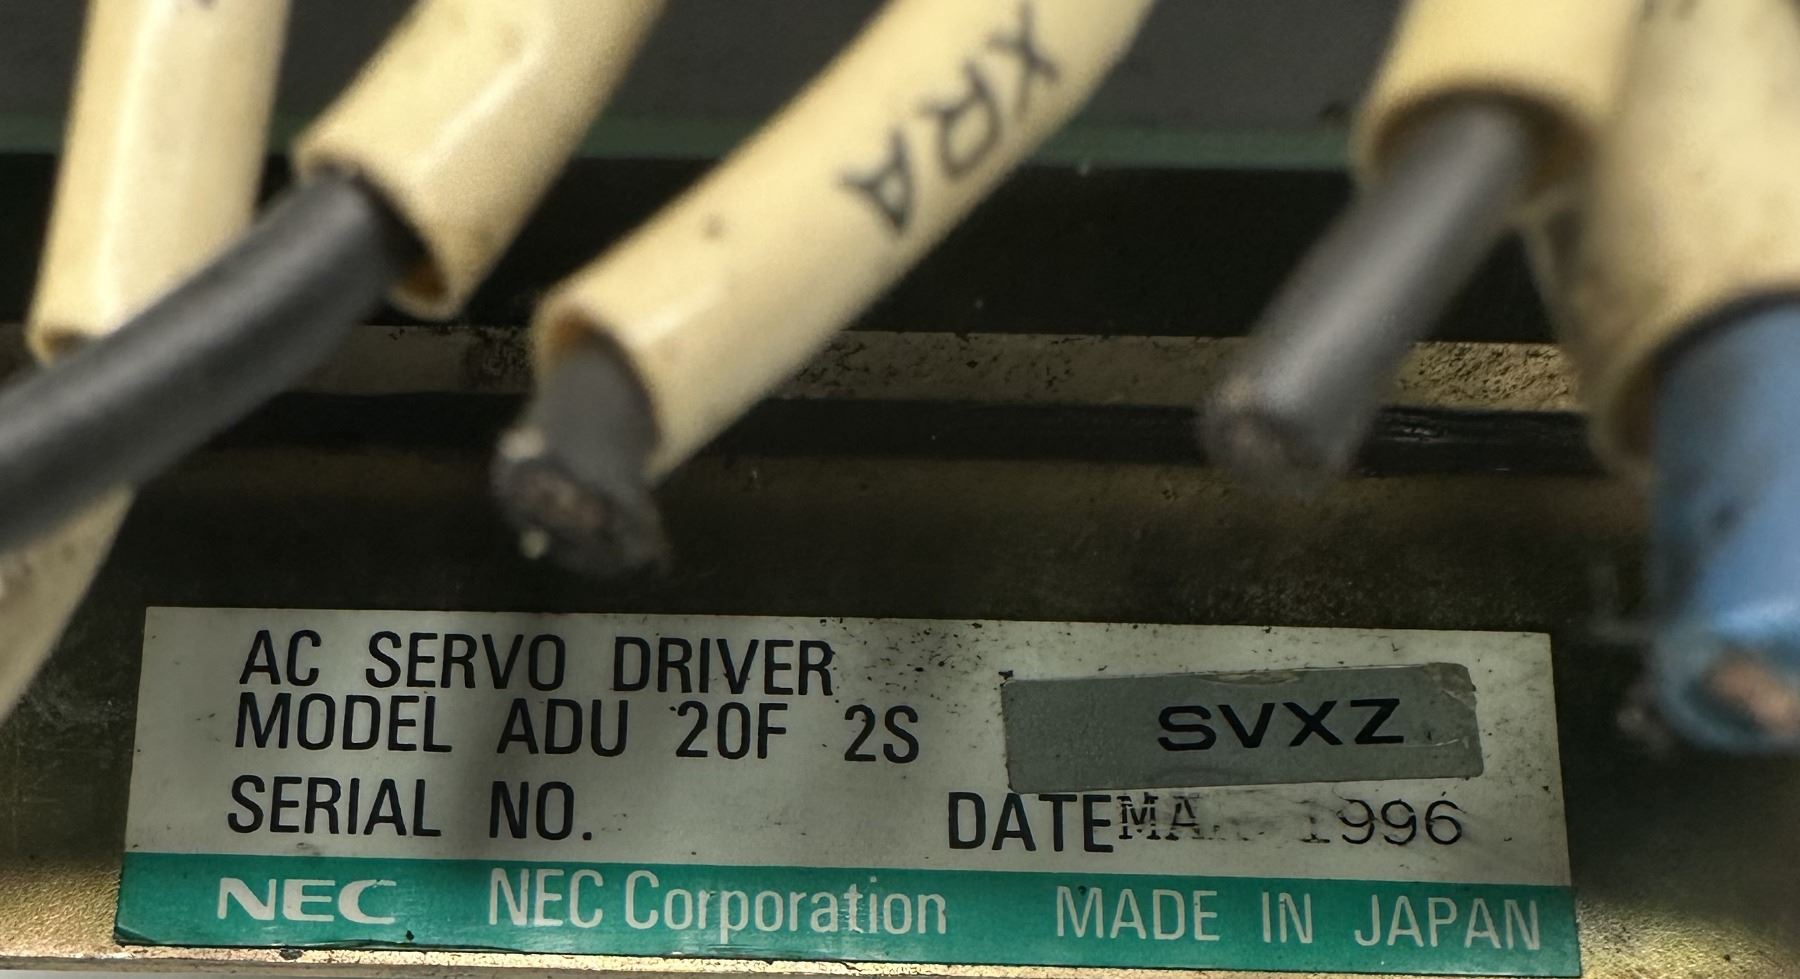 XRA
AC SERVO DRIVER
MODEL ADU 20F 2S
SVXZ
SERIAL NO.
DATE 1996
NEC NEC Corporation MADE IN JAPAN